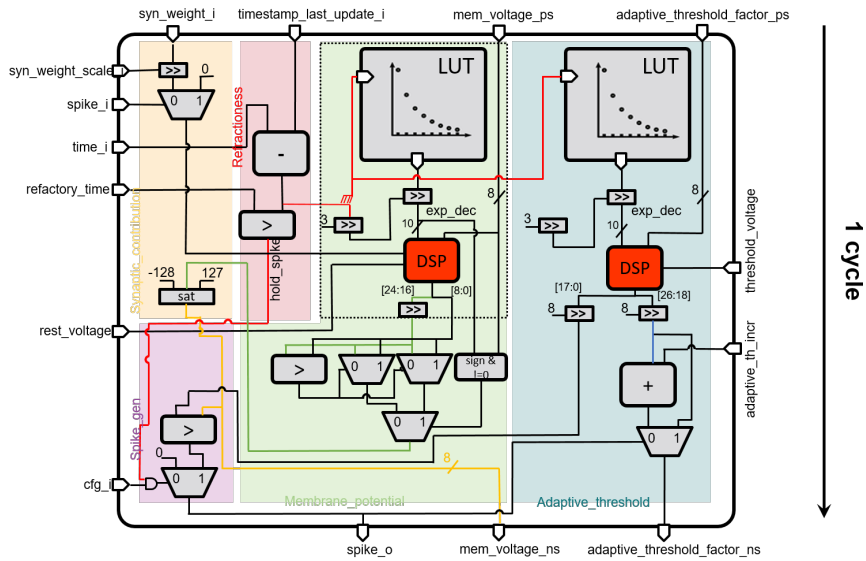 syn_weight_i
timestamp_last_update_i
mem_voltage_ps
adaptive_threshold_factor_ps
syn_weight_scale_i
>>
0
0 1
spike_i
time_i
refactory_time
Refractioness
-
>
hold_spike
LUT
LUT
3
>>
>>
8
10
exp_dec
DSP
3
>>
>>
8
10
exp_dec
DSP
threshold_voltage
1 cycle
Synaptic_contribution
-128
127
sat
[24:16]
[8:0]
>>
[17:0]
[26:18]
8
>>
8
>>
rest_voltage
adaptive_th_incr
>
0 1
0 1
sign &
!=0
+
0 1
0 1
Spike_gen
>
0
0 1
cfg_i
8
Membrane_potential
Adaptive_threshold
spike_o
mem_voltage_ns
adaptive_threshold_factor_ns